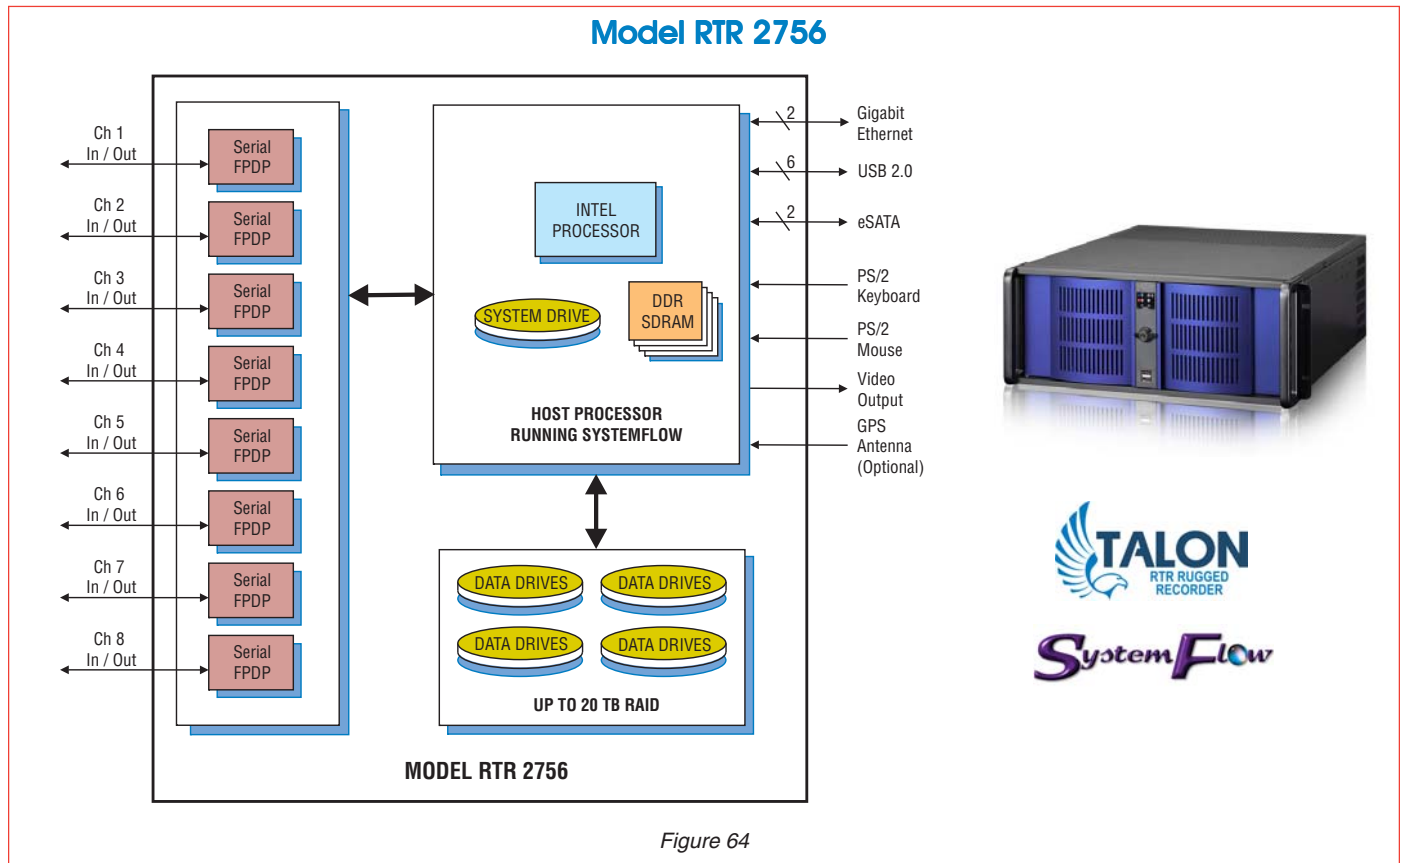 Model RTR 2756
Ch 1
In / Out
Serial
FPDP
Ch 2
In / Out
Serial
FPDP
Ch 3
In / Out
Serial
FPDP
Ch 4
In / Out
Serial
FPDP
Ch 5
In / Out
Serial
FPDP
Ch 6
In / Out
Serial
FPDP
Ch 7
In / Out
Serial
FPDP
Ch 8
In / Out
Serial
FPDP
INTEL
PROCESSOR
SYSTEM DRIVE
DDR
SDRAM
HOST PROCESSOR
RUNNING SYSTEMFLOW
2
Gigabit
Ethernet
6
USB 2.0
2
eSATA
PS/2
Keyboard
PS/2
Mouse
Video
Output
GPS
Antenna
(Optional)
DATA DRIVES
DATA DRIVES
DATA DRIVES
DATA DRIVES
UP TO 20 TB RAID
MODEL RTR 2756
TALON
RTR RUGGED
RECORDER
SystemFlow
Figure 64